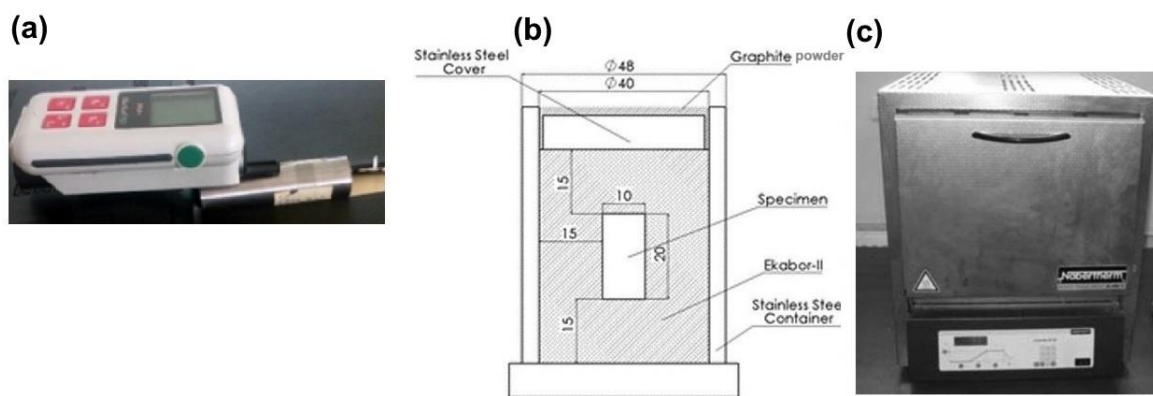 (a)
(b)
(c)
Stainless Steel
Cover
Graphite powder
Ø48
Ø40
15
10
15
Specimen
20
Ekabor-II
15
Stainless Stee
Container
Nabertherm